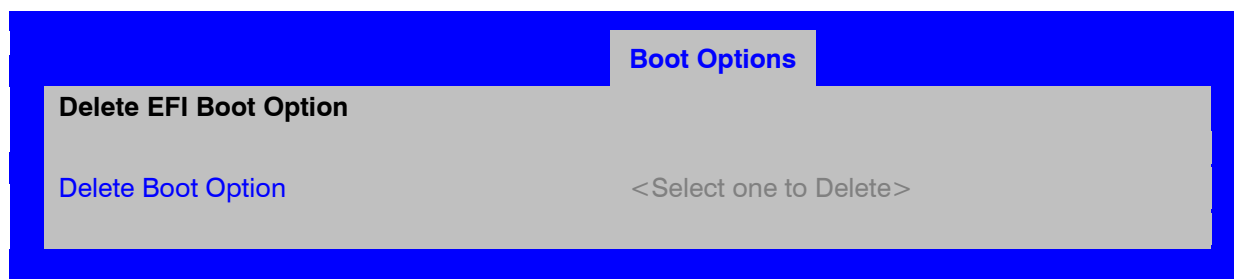 Boot Options
Delete EFI Boot Option
Delete Boot Option <Select one to Delete>